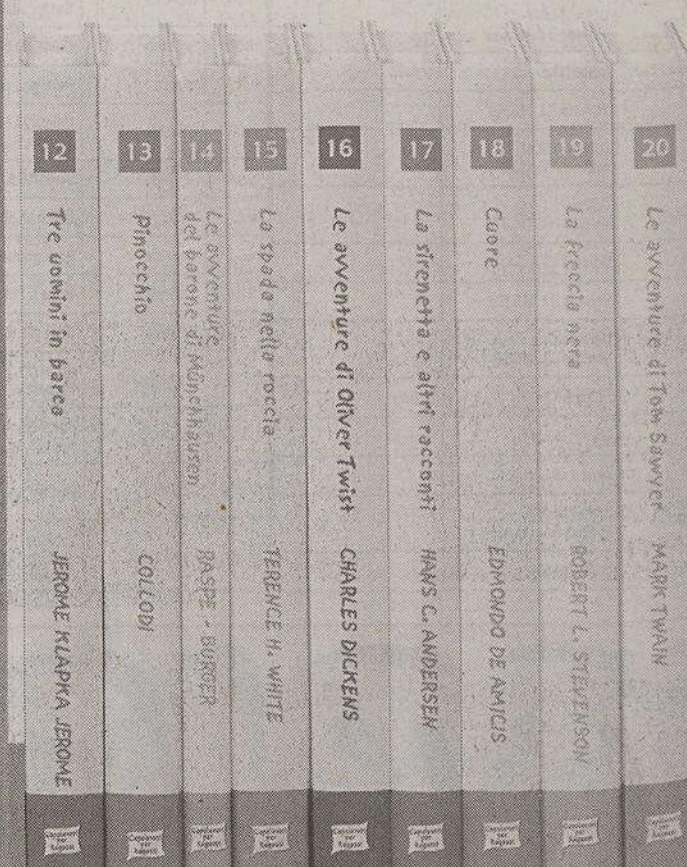 12
Tre uomini in barca
JEROME KLAPKA JEROME
13
Pinocchio
COLLODI
14
Le avventure
del barone di Münchhausen
RASPE - BURGER
15
La spada nella roccia
TERENCE H. WHITE
16
Le avventure di Oliver Twist
CHARLES DICKENS
17
La sirenetta e altri racconti
HANS C. ANDERSEN
18
Cuore
EDMONDO DE AMICIS
19
La freccia nera
ROBERT L. STEVENSON
20
Le avventure di Tom Sawyer
MARK TWAIN